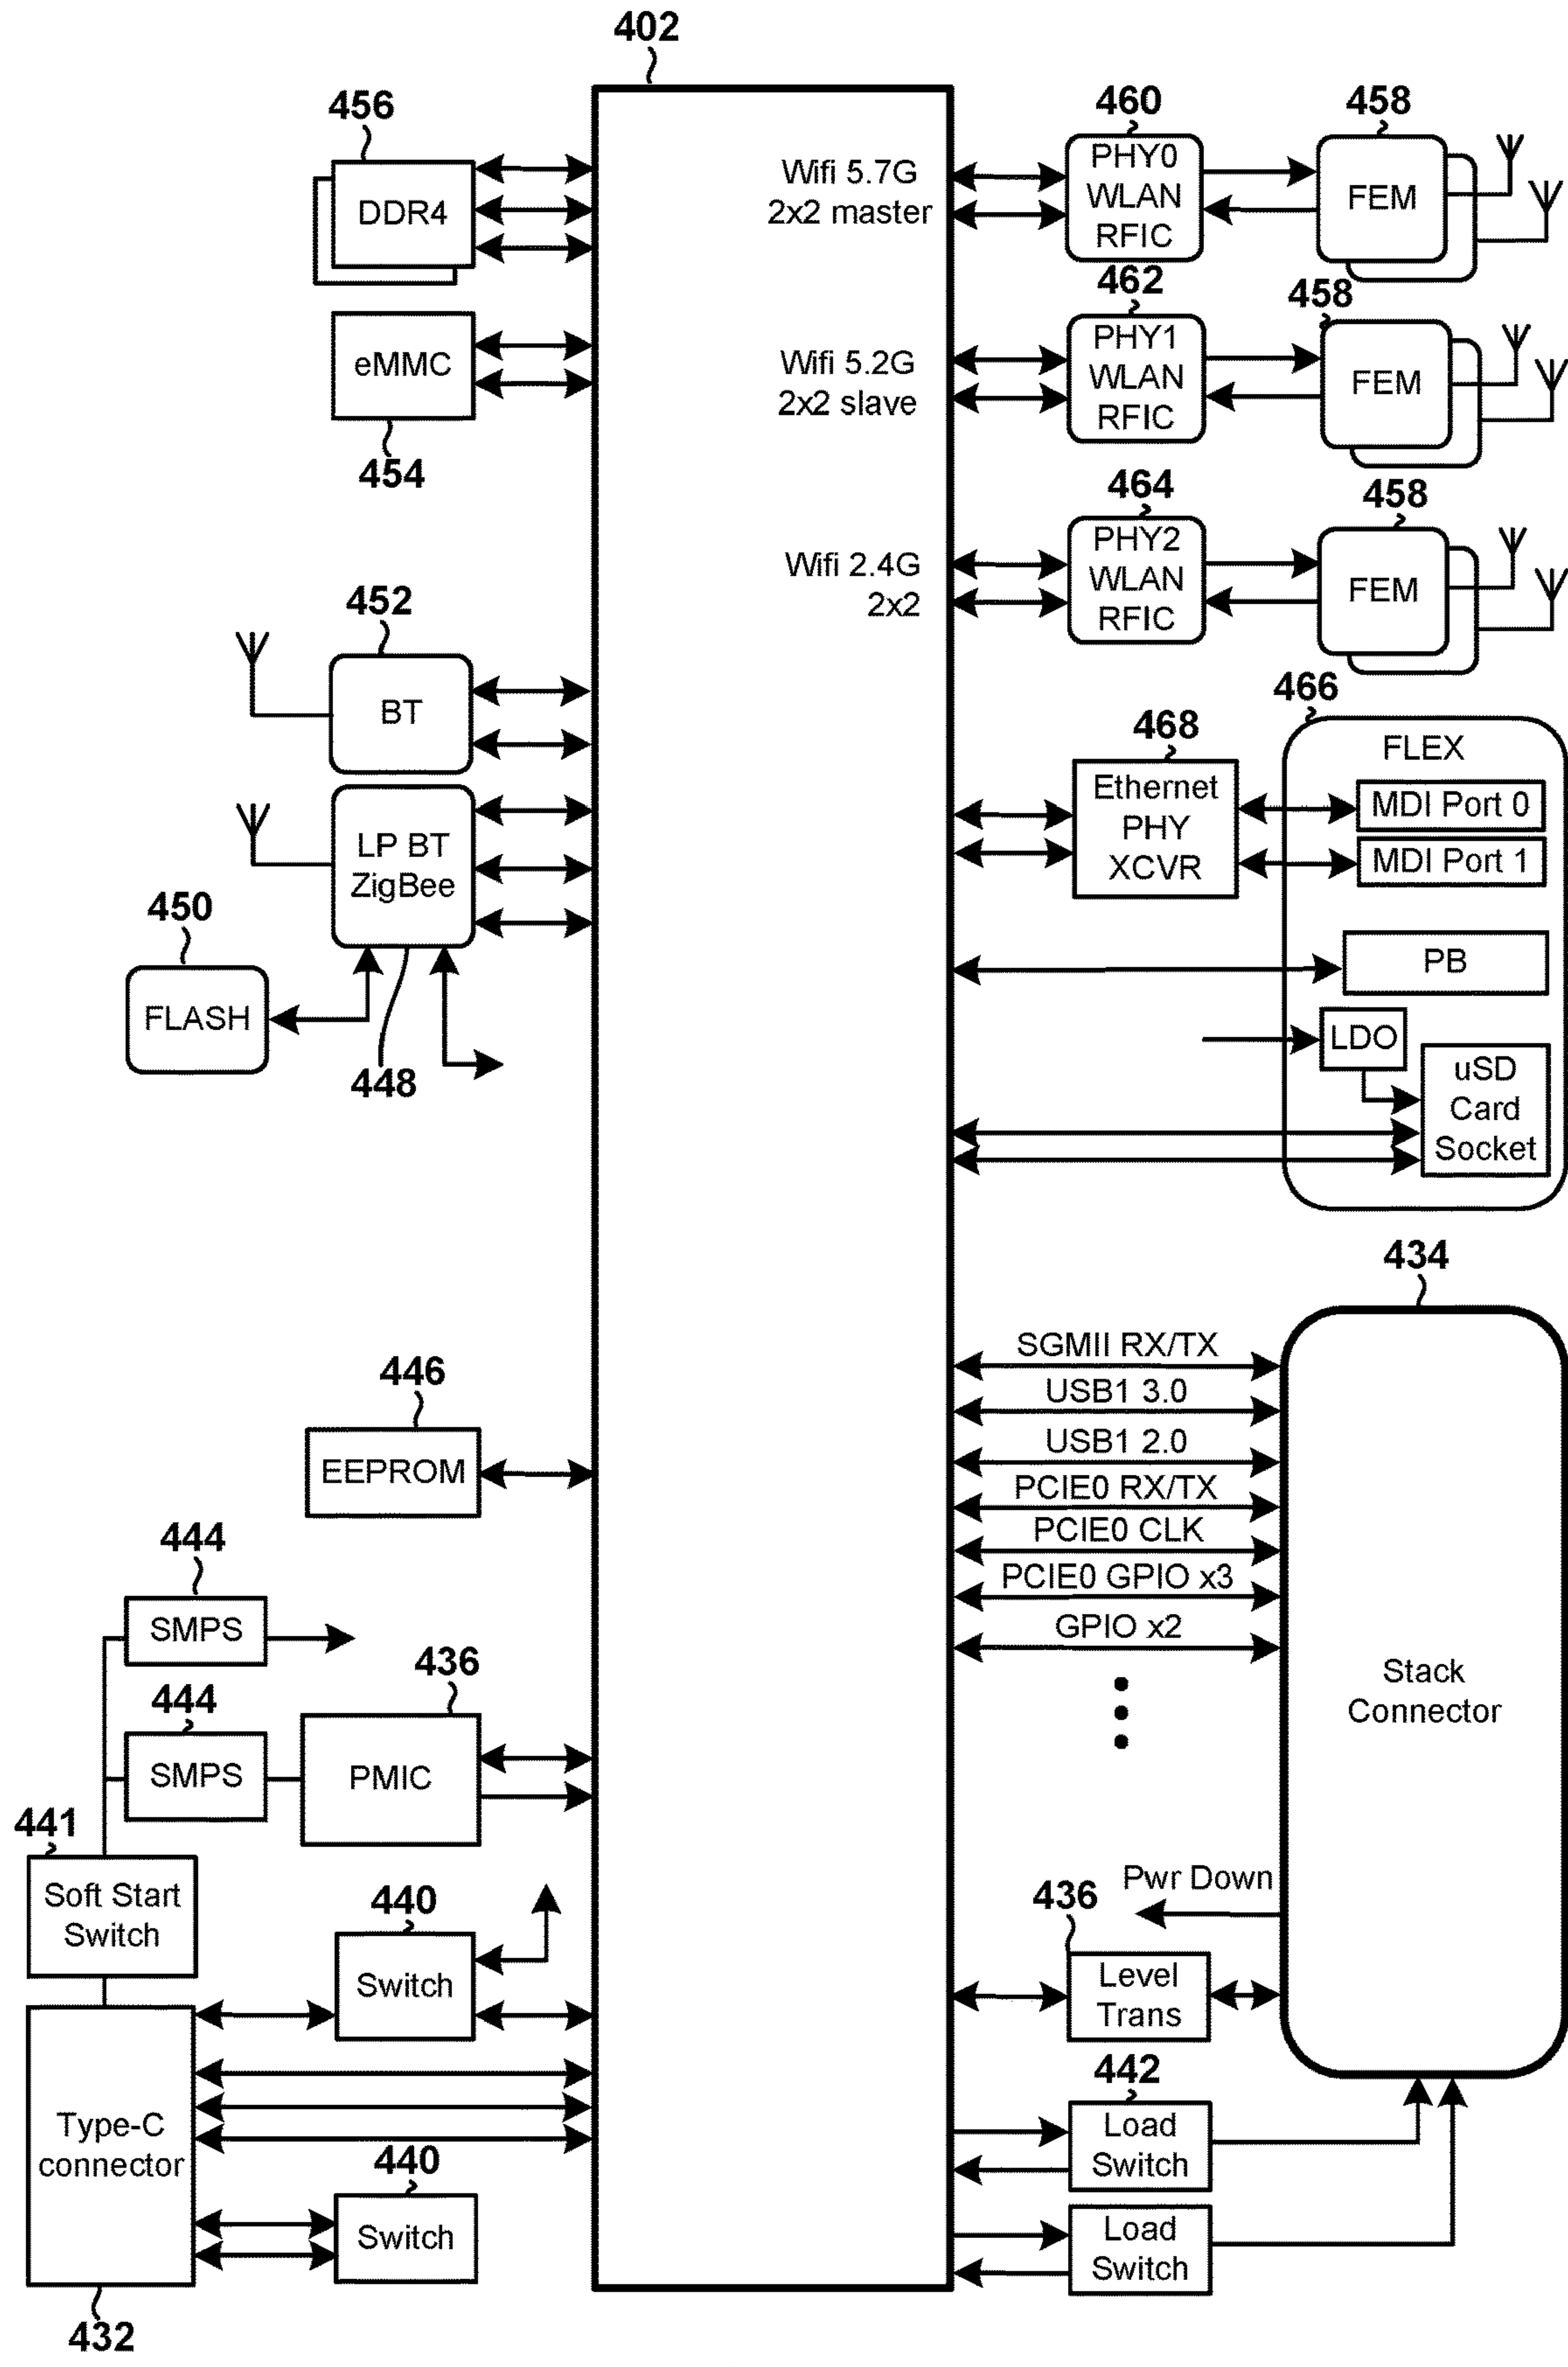 402
456
DDR4
eMMC
454
452
BT
LP BT
ZigBee
450
FLASH
448
446
EEPROM
444
SMPS
444
SMPS
436
PMIC
441
Soft Start
Switch
440
Switch
Type-C
connector
440
Switch
432
Wifi 5.7G
2x2 master
460
PHY0
WLAN
RFIC
458
FEM
Wifi 5.2G
2x2 slave
462
PHY1
WLAN
RFIC
458
FEM
Wifi 2.4G
2x2
464
PHY2
WLAN
RFIC
458
FEM
466
FLEX
468
Ethernet
PHY
XCVR
MDI Port 0
MDI Port 1
PB
LDO
uSD
Card
Socket
434
SGMII RX/TX
USB1 3.0
USB1 2.0
PCIE0 RX/TX
PCIE0 CLK
PCIE0 GPIO x3
GPIO x2
Stack
Connector
Pwr Down
436
Level
Trans
442
Load
Switch
Load
Switch